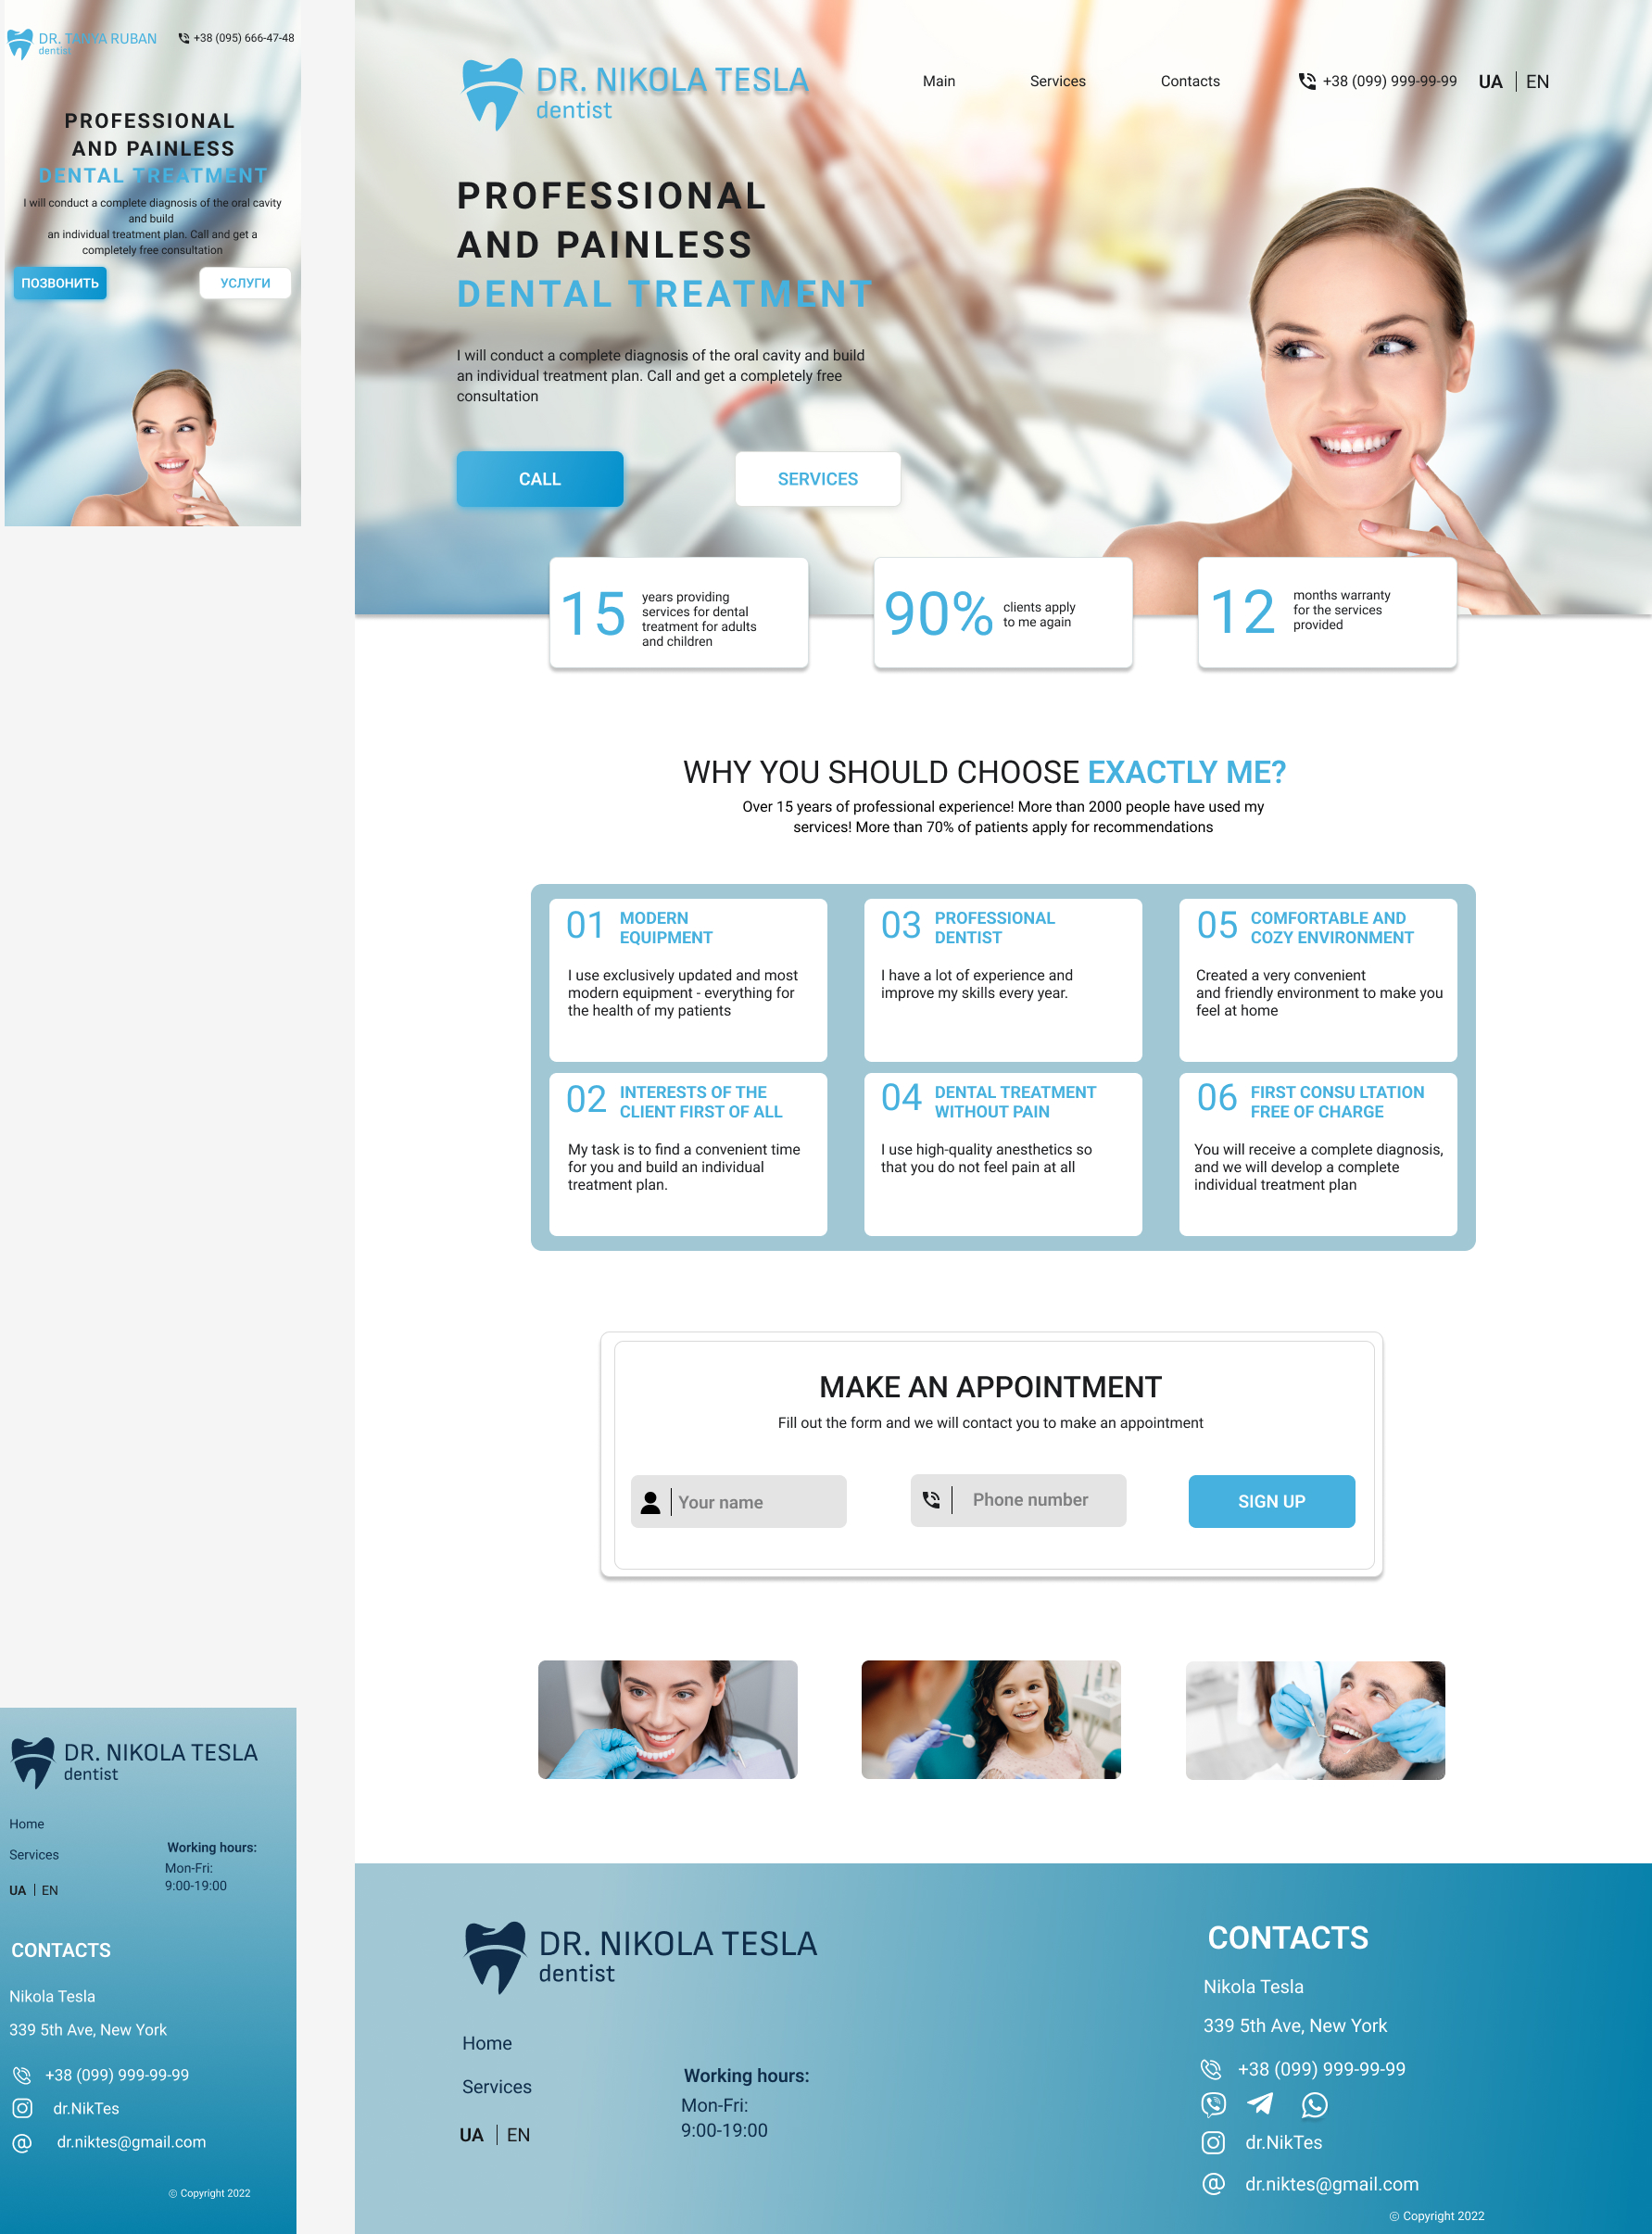 DR. TANYA RUBAN
dentist
+38 (095) 666-47-48
PROFESSIONAL
AND PAINLESS
DENTAL TREATMENT
I will conduct a complete diagnosis of the oral cavity
and build
an individual treatment plan. Call and get a
completely free consultation
ПОЗВОНИТЬ
УСЛУГИ
DR. NIKOLA TESLA
dentist
Main
Services
Contacts
+38 (099) 999-99-99
UA | EN
PROFESSIONAL
AND PAINLESS
DENTAL TREATMENT
I will conduct a complete diagnosis of the oral cavity and build
an individual treatment plan. Call and get a completely free
consultation
CALL
SERVICES
15
years providing
services for dental
treatment for adults
and children
90%
clients apply
to me again
12
months warranty
for the services
provided
WHY YOU SHOULD CHOOSE EXACTLY ME?
Over 15 years of professional experience! More than 2000 people have used my
services! More than 70% of patients apply for recommendations
01
MODERN
EQUIPMENT
I use exclusively updated and most
modern equipment - everything for
the health of my patients
03
PROFESSIONAL
DENTIST
I have a lot of experience and
improve my skills every year.
05
COMFORTABLE AND
COZY ENVIRONMENT
Created a very convenient
and friendly environment to make you
feel at home
02
INTERESTS OF THE
CLIENT FIRST OF ALL
My task is to find a convenient time
for you and build an individual
treatment plan.
04
DENTAL TREATMENT
WITHOUT PAIN
I use high-quality anesthetics so
that you do not feel pain at all
06
FIRST CONSU LTATION
FREE OF CHARGE
You will receive a complete diagnosis,
and we will develop a complete
individual treatment plan
MAKE AN APPOINTMENT
Fill out the form and we will contact you to make an appointment
Your name
Phone number
SIGN UP
DR. NIKOLA TESLA
dentist
Home
Services
UA | EN
Working hours:
Mon-Fri:
9:00-19:00
CONTACTS
Nikola Tesla
339 5th Ave, New York
+38 (099) 999-99-99
dr.NikTes
dr.niktes@gmail.com
© Copyright 2022
DR. NIKOLA TESLA
dentist
Home
Services
UA | EN
Working hours:
Mon-Fri:
9:00-19:00
CONTACTS
Nikola Tesla
339 5th Ave, New York
+38 (099) 999-99-99
dr.NikTes
dr.niktes@gmail.com
© Copyright 2022